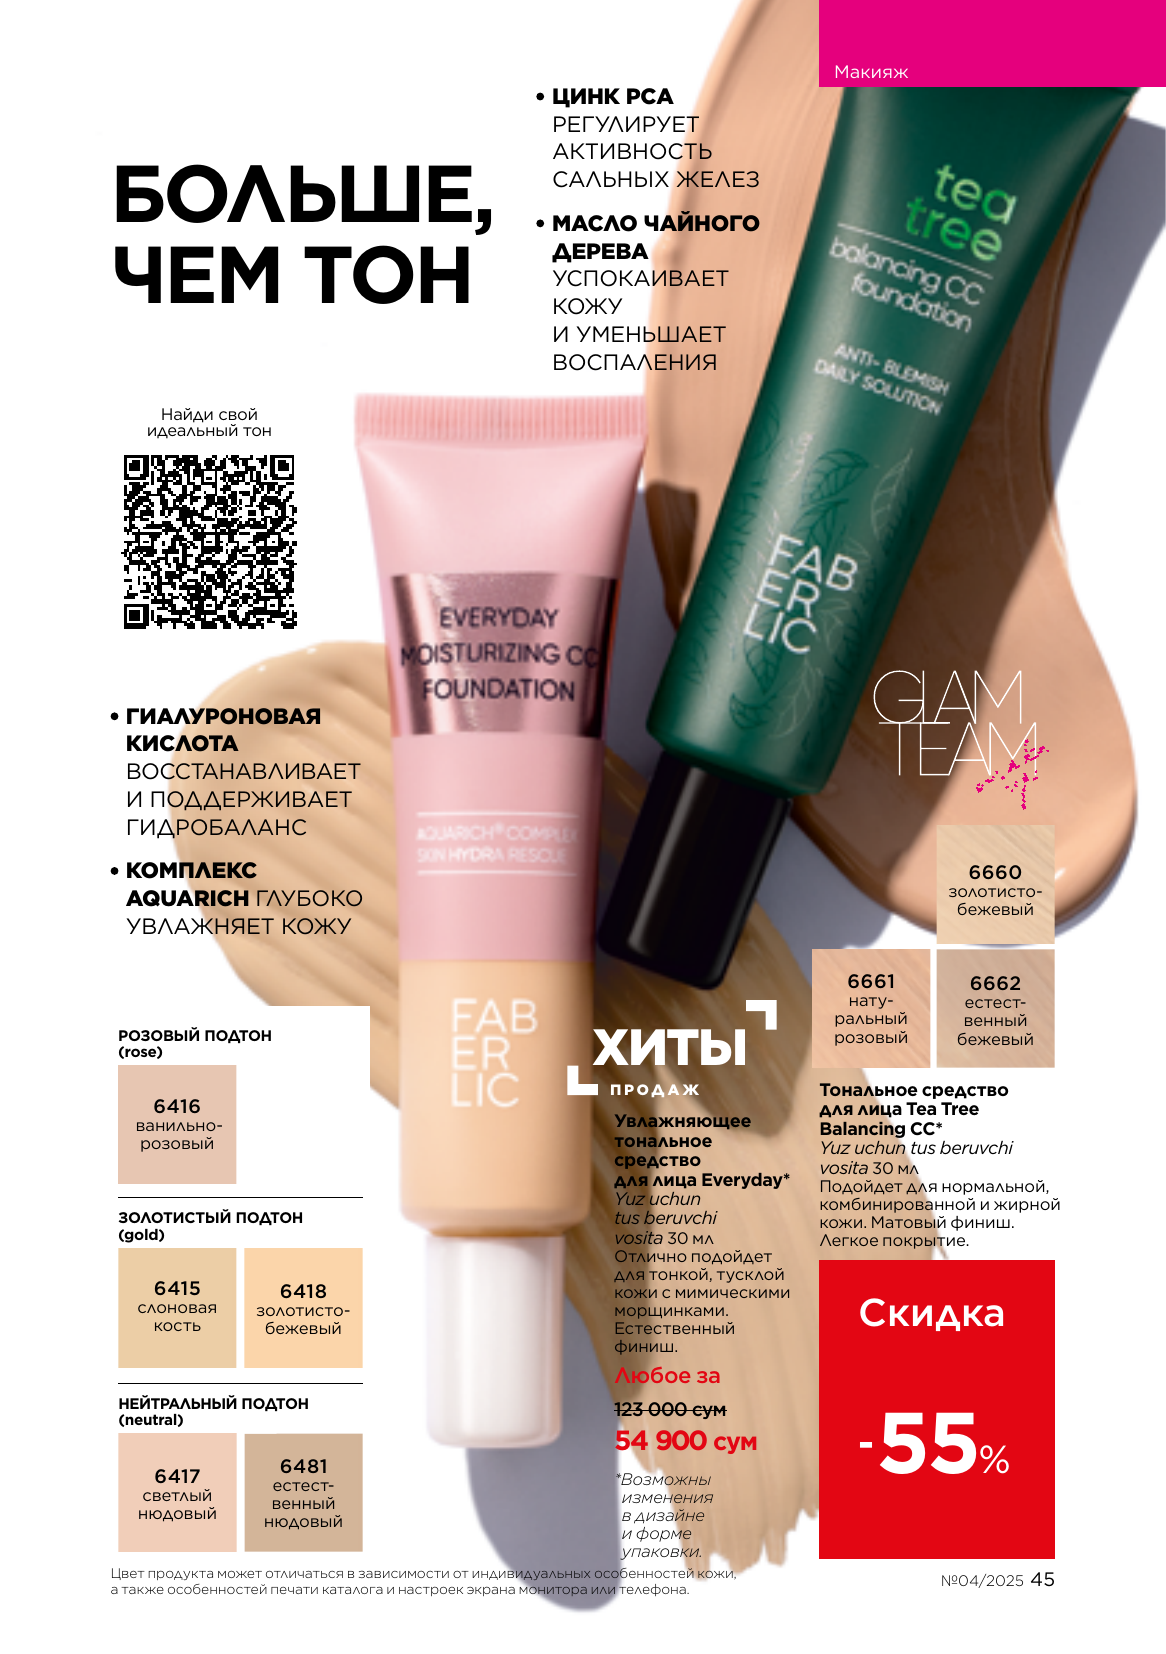 Макияж
БОЛЬШЕ,
ЧЕМ ТОН
• ЦИНК РСА
РЕГУЛИРУЕТ
АКТИВНОСТЬ
САЛЬНЫХ ЖЕЛЕЗ
• МАСЛО ЧАЙНОГО
ДЕРЕВА
УСПОКАИВАЕТ
КОЖУ
И УМЕНЬШАЕТ
ВОСПАЛЕНИЯ
tea
tree
balancing CC
foundation
ANTI- BLEMISH
DAILY SOLUTION
FAB
ER
LIC
Найди свой
идеальный тон
EVERYDAY
MOISTURIZING CC
FOUNDATION
AQUARICH® COMPLEX
SKIN HYDRA RESCUE
FAB
ER
LIC
• ГИАЛУРОНОВАЯ
КИСЛОТА
ВОССТАНАВЛИВАЕТ
И ПОДДЕРЖИВАЕТ
ГИДРОБАЛАНС
• КОМПЛЕКС
AQUARICH ГЛУБОКО
УВЛАЖНЯЕТ КОЖУ
GLAM
TEAM
6660
золотисто-
бежевый
6661
нату-
ральный
розовый
6662
естест-
венный
бежевый
РОЗОВЫЙ ПОДТОН
(rose)
6416
ванильно-
розовый
ЗОЛОТИСТЫЙ ПОДТОН
(gold)
6415
слоновая
кость
6418
золотисто-
бежевый
НЕЙТРАЛЬНЫЙ ПОДТОН
(neutral)
6417
светлый
нюдовый
6481
естест-
венный
нюдовый
ХИТЫ
ПРОДАЖ
Увлажняющее
тональное
средство
для лица Everyday*
Yuz uchun
tus beruvchi
vosita 30 мл
Отлично подойдет
для тонкой, тусклой
кожи с мимическими
морщинками.
Естественный
финиш.
Любое за
123 000 сум
54 900 сум
*Возможны
изменения
в дизайне
и форме
упаковки.
Тональное средство
для лица Tea Tree
Balancing CC*
Yuz uchun tus beruvchi
vosita 30 мл
Подойдет для нормальной,
комбинированной и жирной
кожи. Матовый финиш.
Легкое покрытие.
Скидка
-55%
Цвет продукта может отличаться в зависимости от индивидуальных особенностей кожи,
а также особенностей печати каталога и настроек экрана монитора или телефона.
№04/2025 45